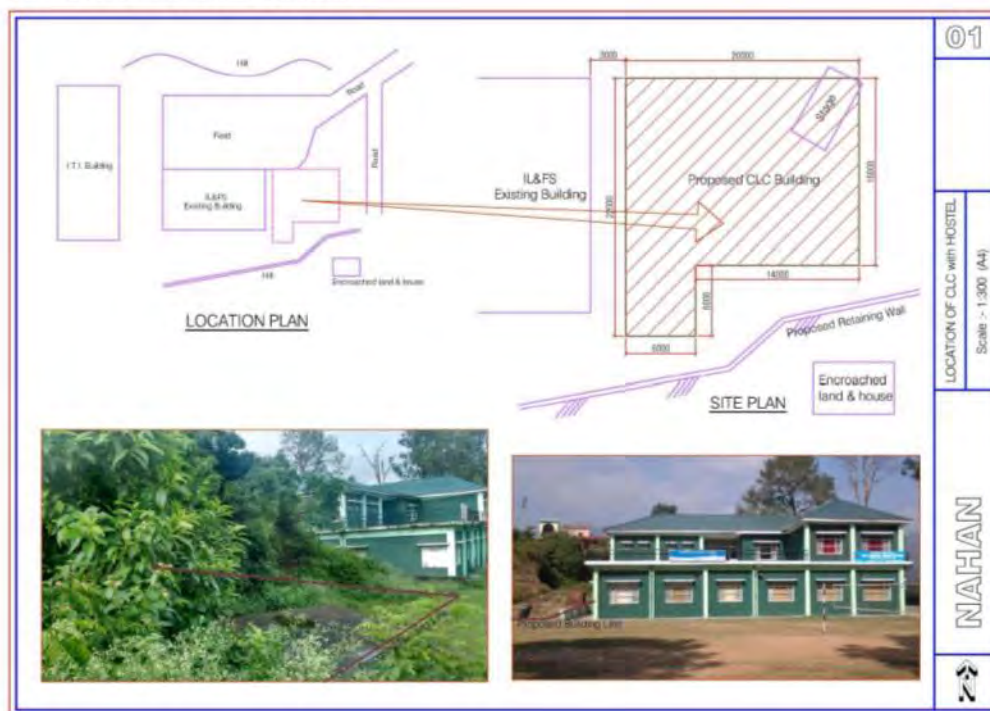 Hill
Road
Field
Road
I.T.I. Building
IL&FS
Existing Building
Hill
Encroached land & house
LOCATION PLAN
3000
20000
Stage
IL&FS
Existing Building
Proposed CLC Building
22000
16000
14000
6000
6000
Proposed Retaining Wall
Encroached
land & house
SITE PLAN
Proposed Building Line
01
LOCATION OF CLC with HOSTEL
Scale :- 1:300 (A4)
NAHAN
N